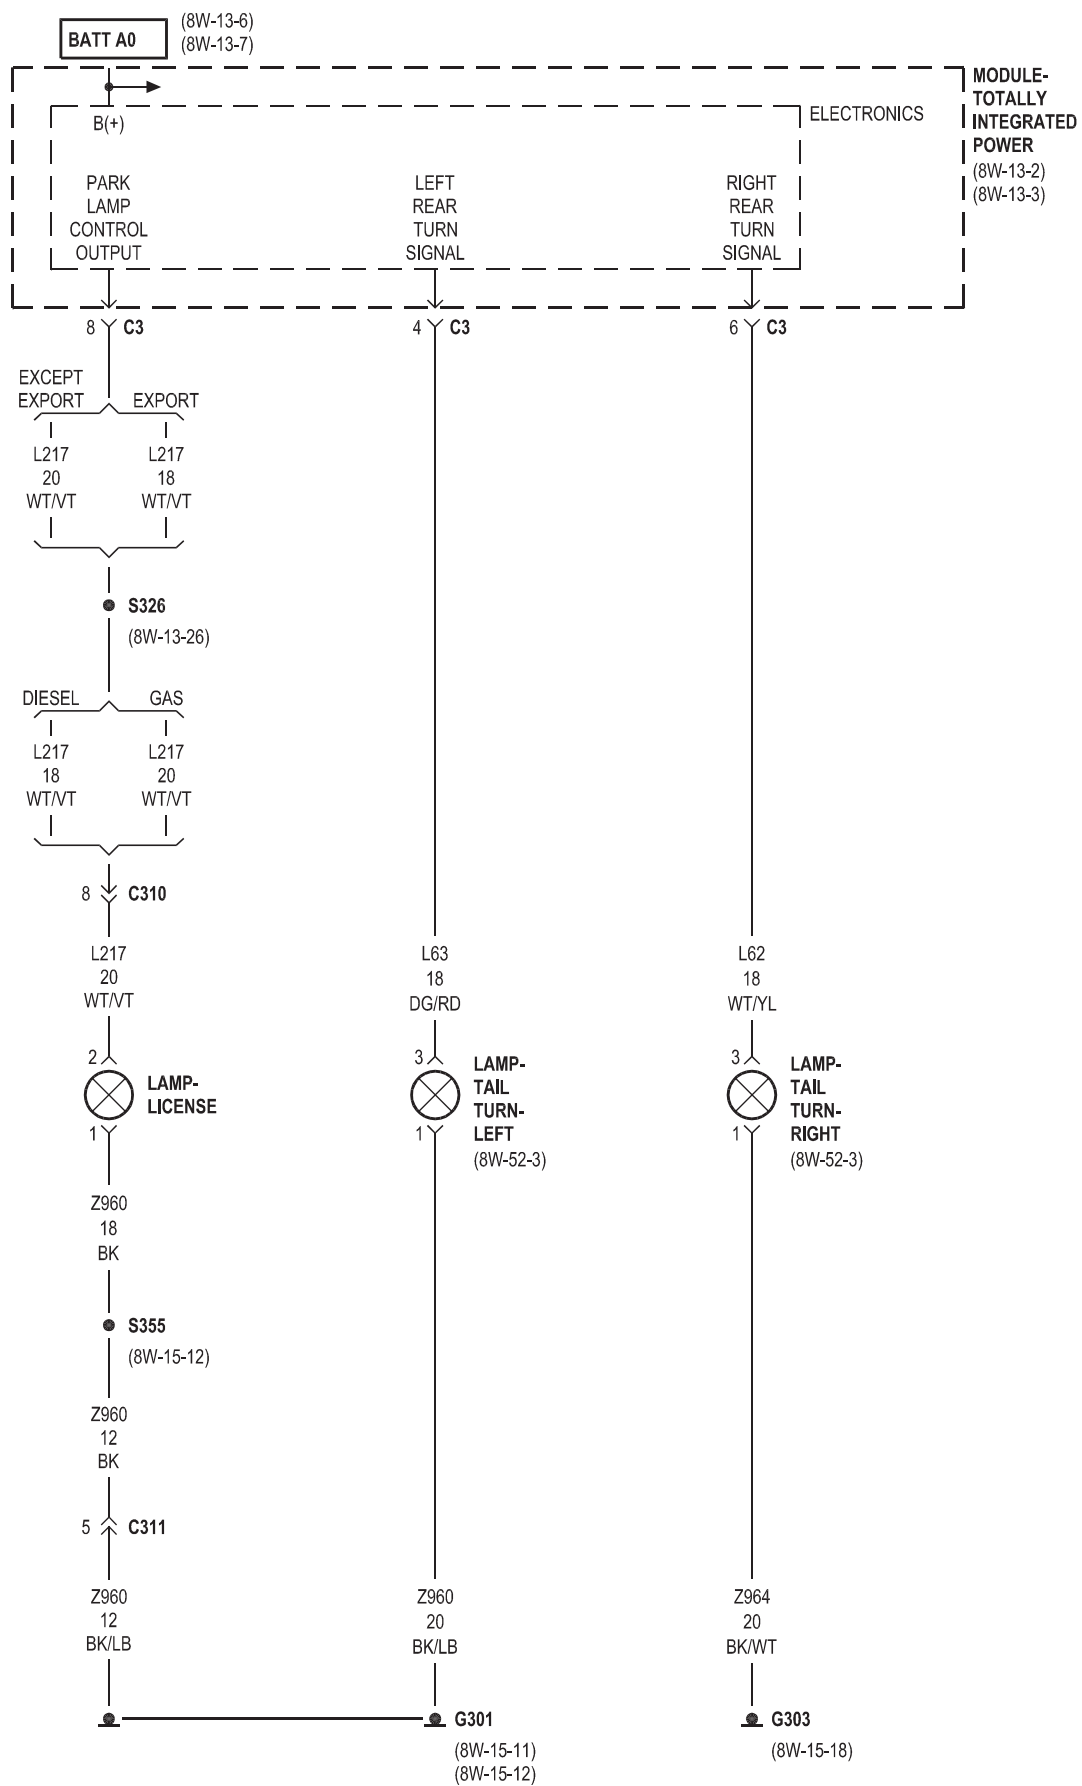 BATT A0
(8W-13-6)
(8W-13-7)
MODULE-
TOTALLY
INTEGRATED
POWER
(8W-13-2)
(8W-13-3)
ELECTRONICS
B(+)
PARK
LAMP
CONTROL
OUTPUT
LEFT
REAR
TURN
SIGNAL
RIGHT
REAR
TURN
SIGNAL
8 C3
4 C3
6 C3
EXCEPT
EXPORT
EXPORT
L217
20
WT/VT
L217
18
WT/VT
S326
(8W-13-26)
DIESEL
GAS
L217
18
WT/VT
L217
20
WT/VT
8 C310
L217
20
WT/VT
L63
18
DG/RD
L62
18
WT/YL
2
LAMP-
LICENSE
1
3
LAMP-
TAIL
TURN-
LEFT
(8W-52-3)
1
3
LAMP-
TAIL
TURN-
RIGHT
(8W-52-3)
1
Z960
18
BK
S355
(8W-15-12)
Z960
12
BK
5 C311
Z960
12
BK/LB
Z960
20
BK/LB
Z964
20
BK/WT
G301
(8W-15-11)
(8W-15-12)
G303
(8W-15-18)